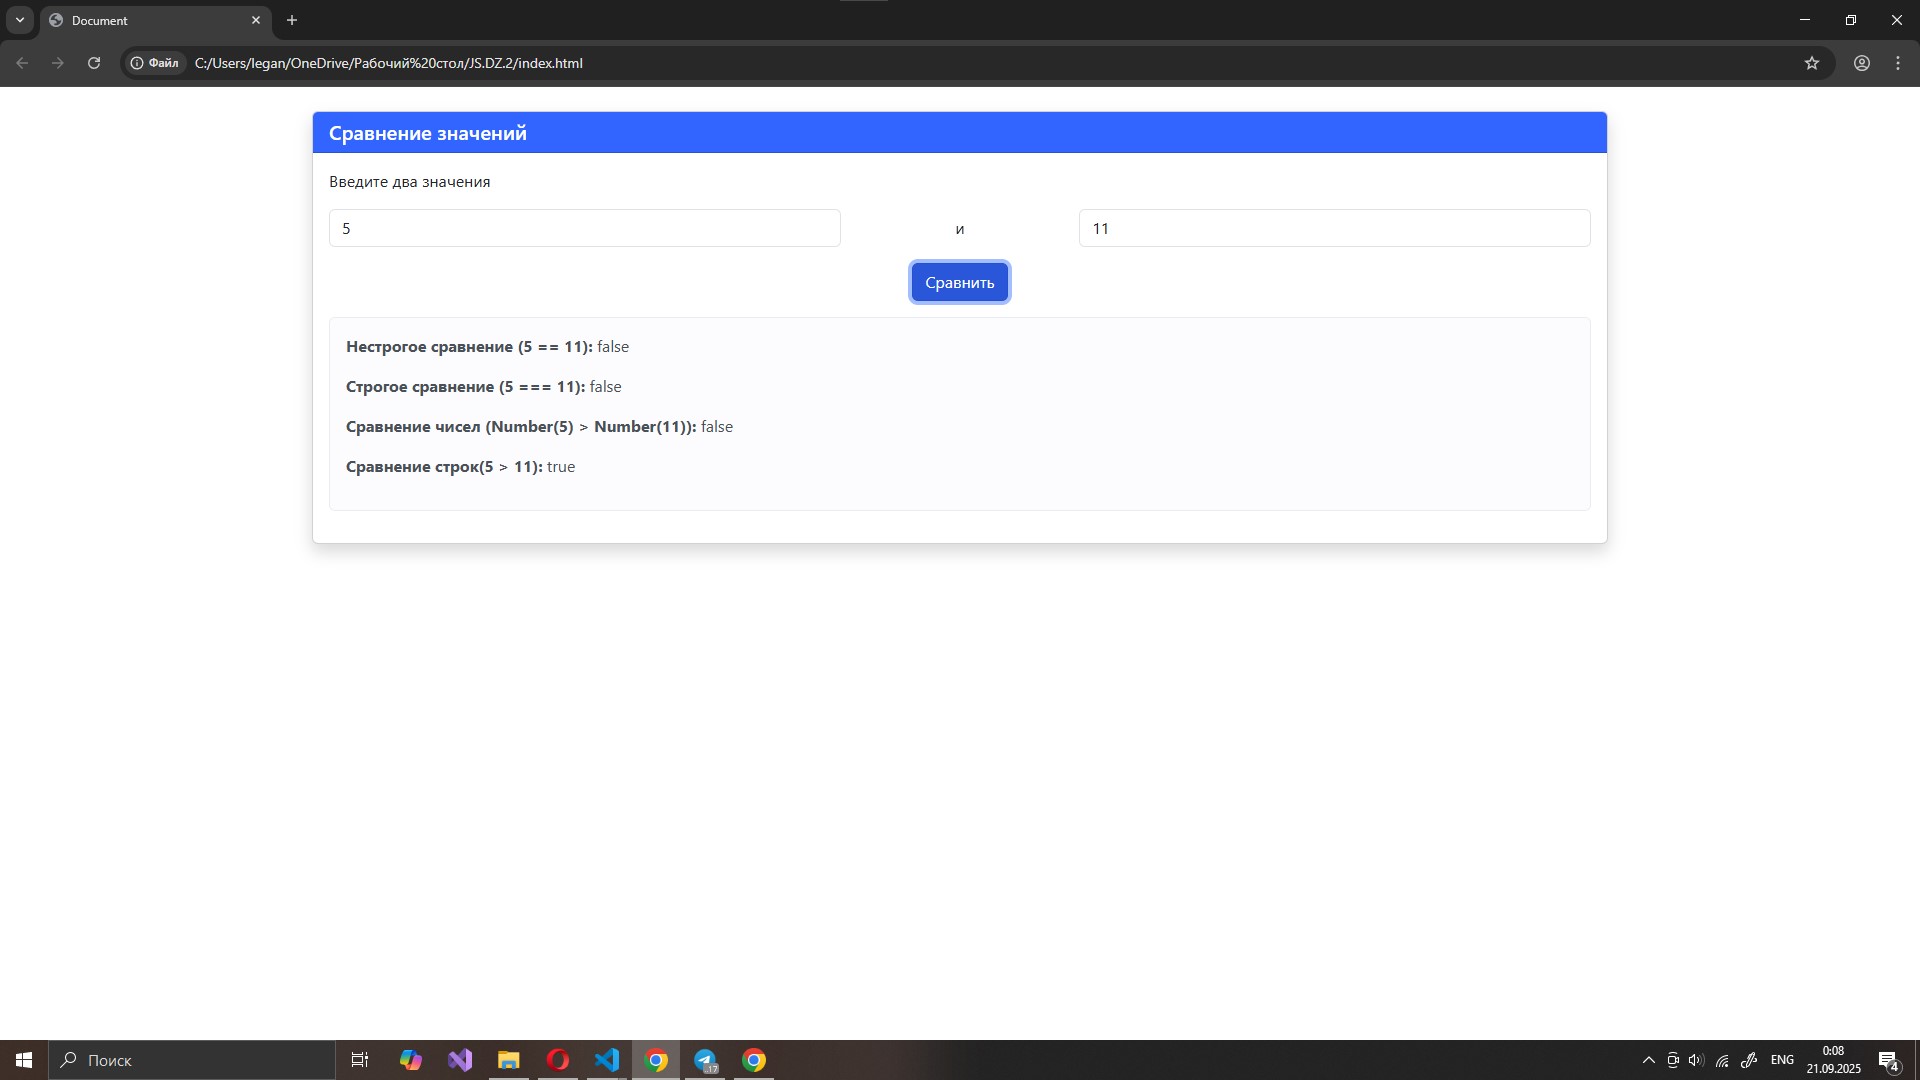 Document
Файл
C:/Users/legan/OneDrive/Рабочий%20стол/JS.DZ.2/index.html
Сравнение значений
Введите два значения
5 и 11
Сравнить
Нестрогое сравнение (5 == 11): false
Строгое сравнение (5 === 11): false
Сравнение чисел (Number(5) > Number(11)): false
Сравнение строк(5 > 11): true
Поиск
..17
ENG
0:08
21.09.2025
4